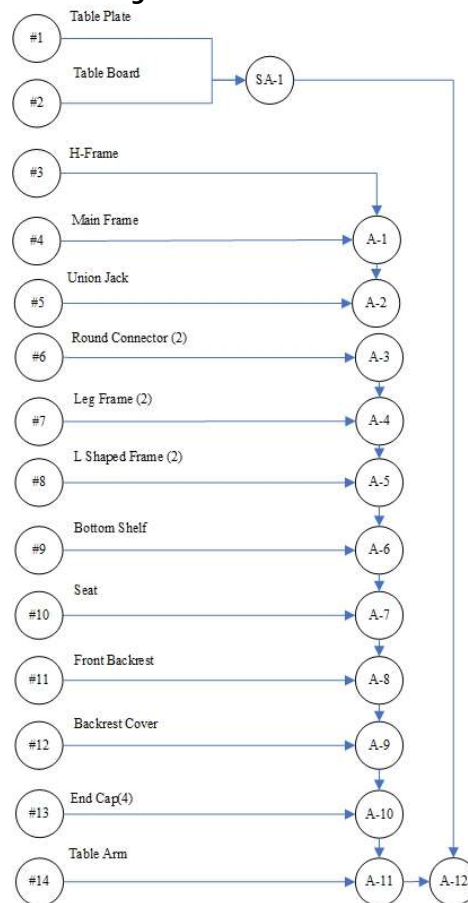 Table Plate
#1
Table Board
SA-1
#2
H-Frame
#3
Main Frame
#4
A-1
Union Jack
#5
A-2
Round Connector (2)
#6
A-3
Leg Frame (2)
#7
A-4
L Shaped Frame (2)
#8
A-5
Bottom Shelf
#9
A-6
Seat
#10
A-7
Front Backrest
#11
A-8
Backrest Cover
#12
A-9
End Cap(4)
#13
A-10
Table Arm
#14
A-11
A-12